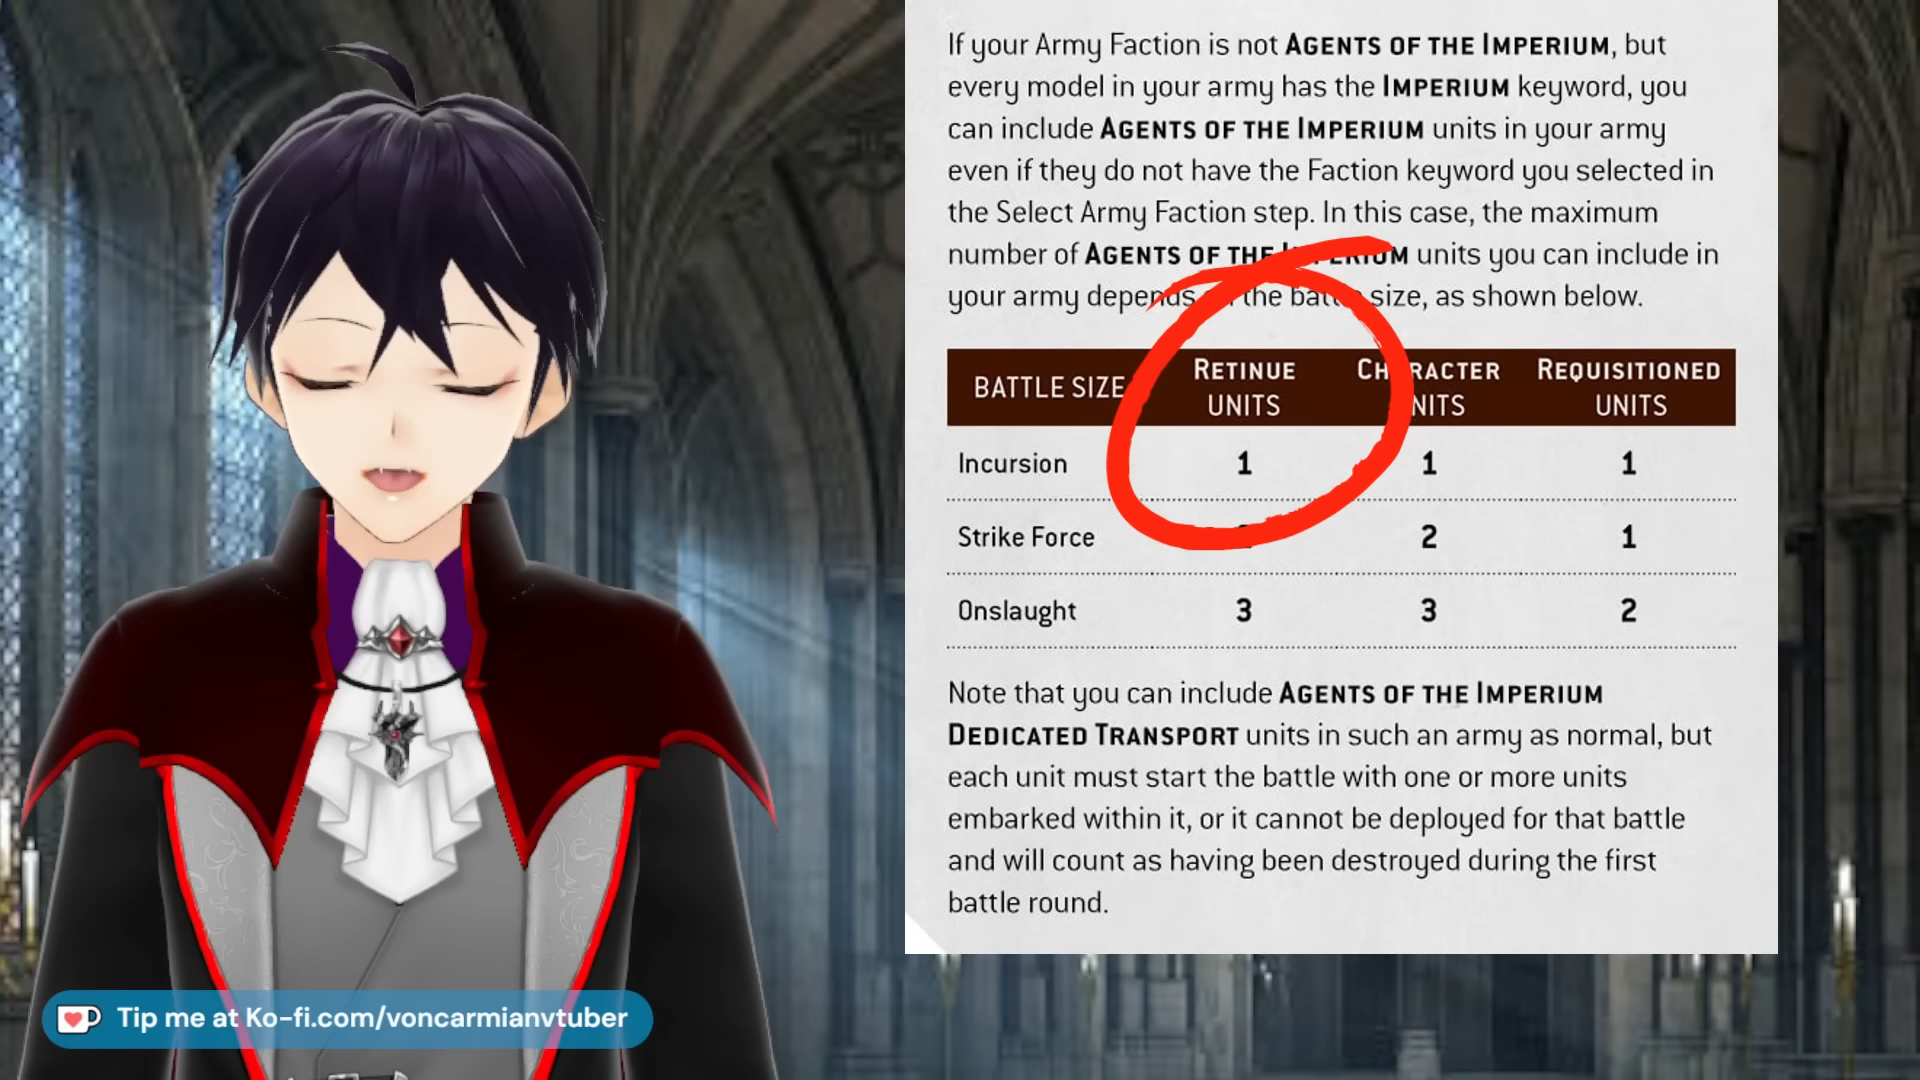 If your Army Faction is not AGENTS OF THE IMPERIUM, but
every model in your army has the IMPERIUM keyword, you
can include AGENTS OF THE IMPERIUM units in your army
even if they do not have the Faction keyword you selected in
the Select Army Faction step. In this case, the maximum
number of AGENTS OF THE IMPERIUM units you can include in
your army depends on the battle size, as shown below.
BATTLE SIZE RETINUE UNITS CHARACTER UNITS REQUISITIONED UNITS
Incursion 1 1 1
Strike Force 2 1
Onslaught 3 3 2
Note that you can include AGENTS OF THE IMPERIUM
DEDICATED TRANSPORT units in such an army as normal, but
each unit must start the battle with one or more units
embarked within it, or it cannot be deployed for that battle
and will count as having been destroyed during the first
battle round.
Tip me at Ko-fi.com/voncarmianvtuber